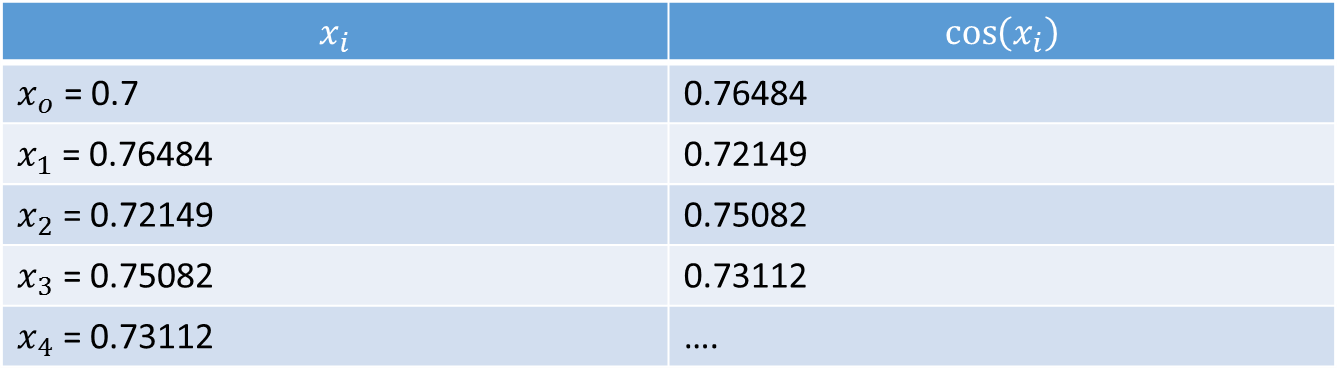 xᵢ cos(xᵢ)
xₒ = 0.7 0.76484
x₁ = 0.76484 0.72149
x₂ = 0.72149 0.75082
x₃ = 0.75082 0.73112
x₄ = 0.73112 ....